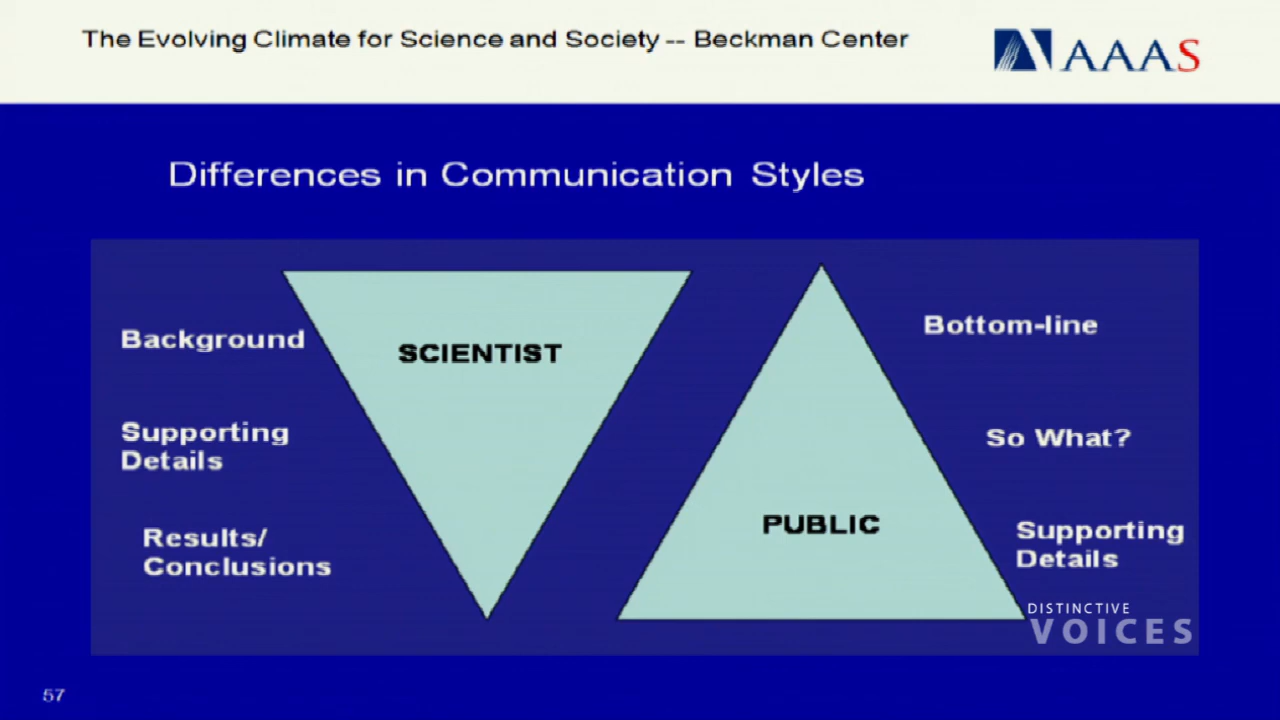 The Evolving Climate for Science and Society -- Beckman Center
AAAS
Differences in Communication Styles
Background
SCIENTIST
Supporting
Details
Results/
Conclusions
Bottom-line
So What?
PUBLIC
Supporting
Details
DISTINCTIVE
VOICES
57